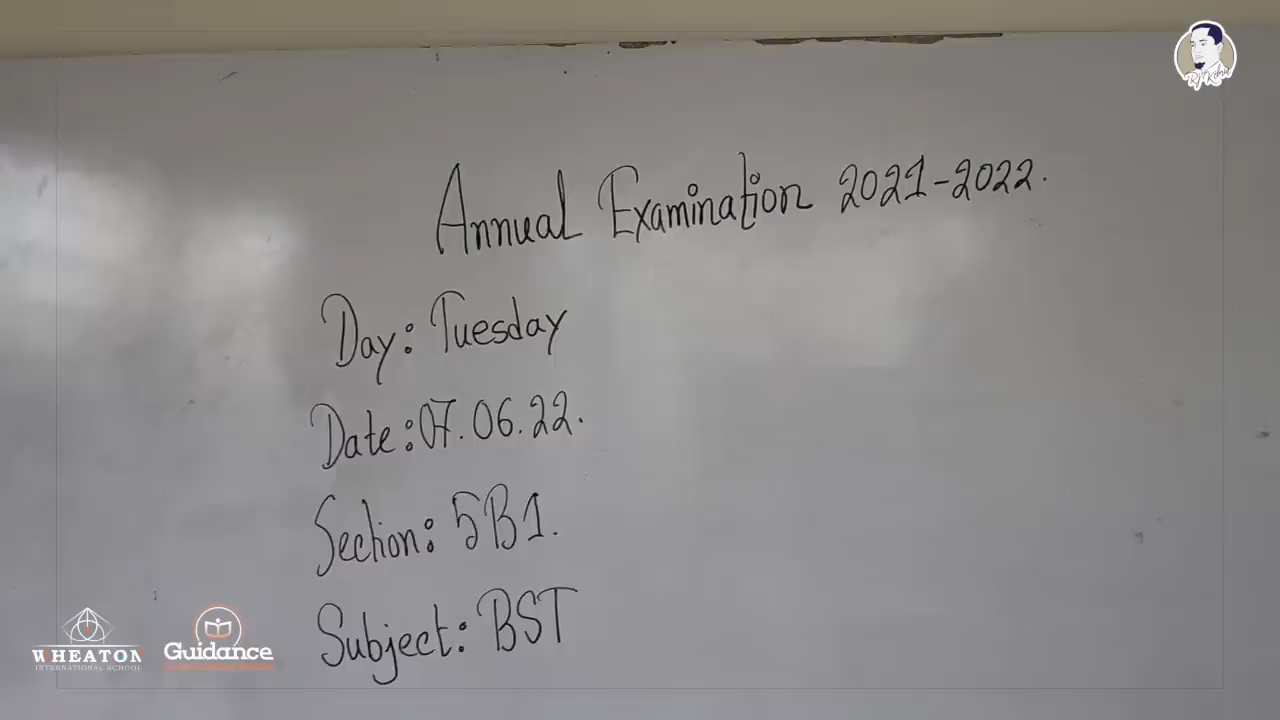 Annual Examination 2021-2022.
Day: Tuesday
Date: 07.06.22.
Section: 5B1.
Subject: BST
WHEATON
INTERNATIONAL SCHOOL
Guidance